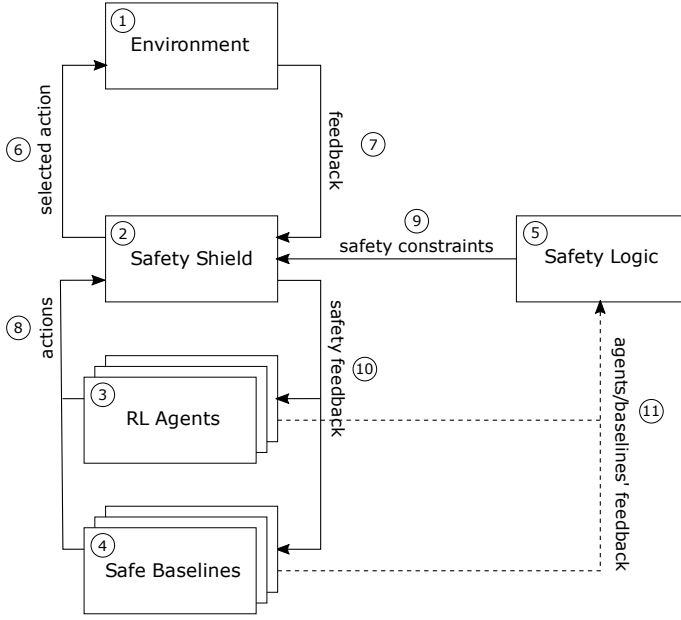 1
Environment
6
selected action
feedback
7
2
Safety Shield
9
safety constraints
5
Safety Logic
8
actions
safety feedback
10
3
RL Agents
agents/baselines' feedback
11
4
Safe Baselines